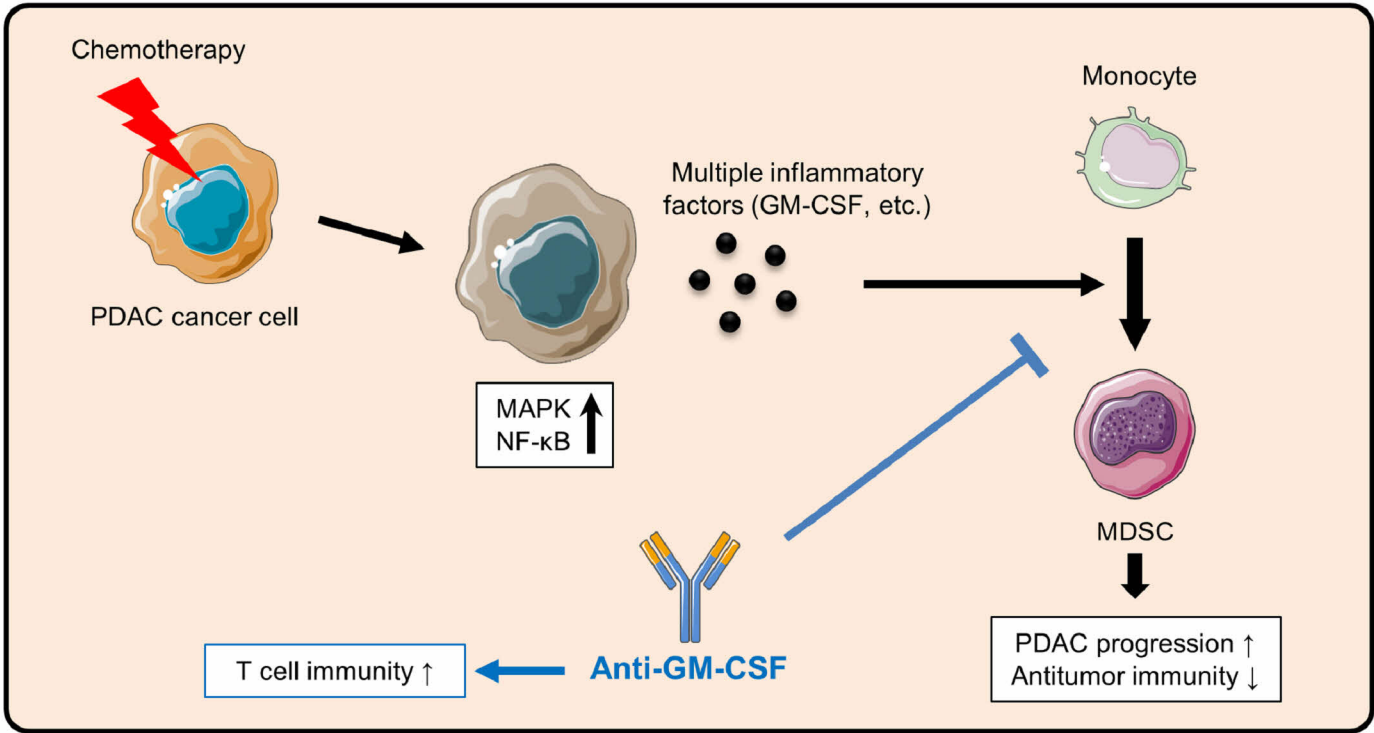 Chemotherapy
PDAC cancer cell
MAPK
NF-κB
Multiple inflammatory
factors (GM-CSF, etc.)
Monocyte
MDSC
PDAC progression ↑
Antitumor immunity ↓
Anti-GM-CSF
T cell immunity ↑